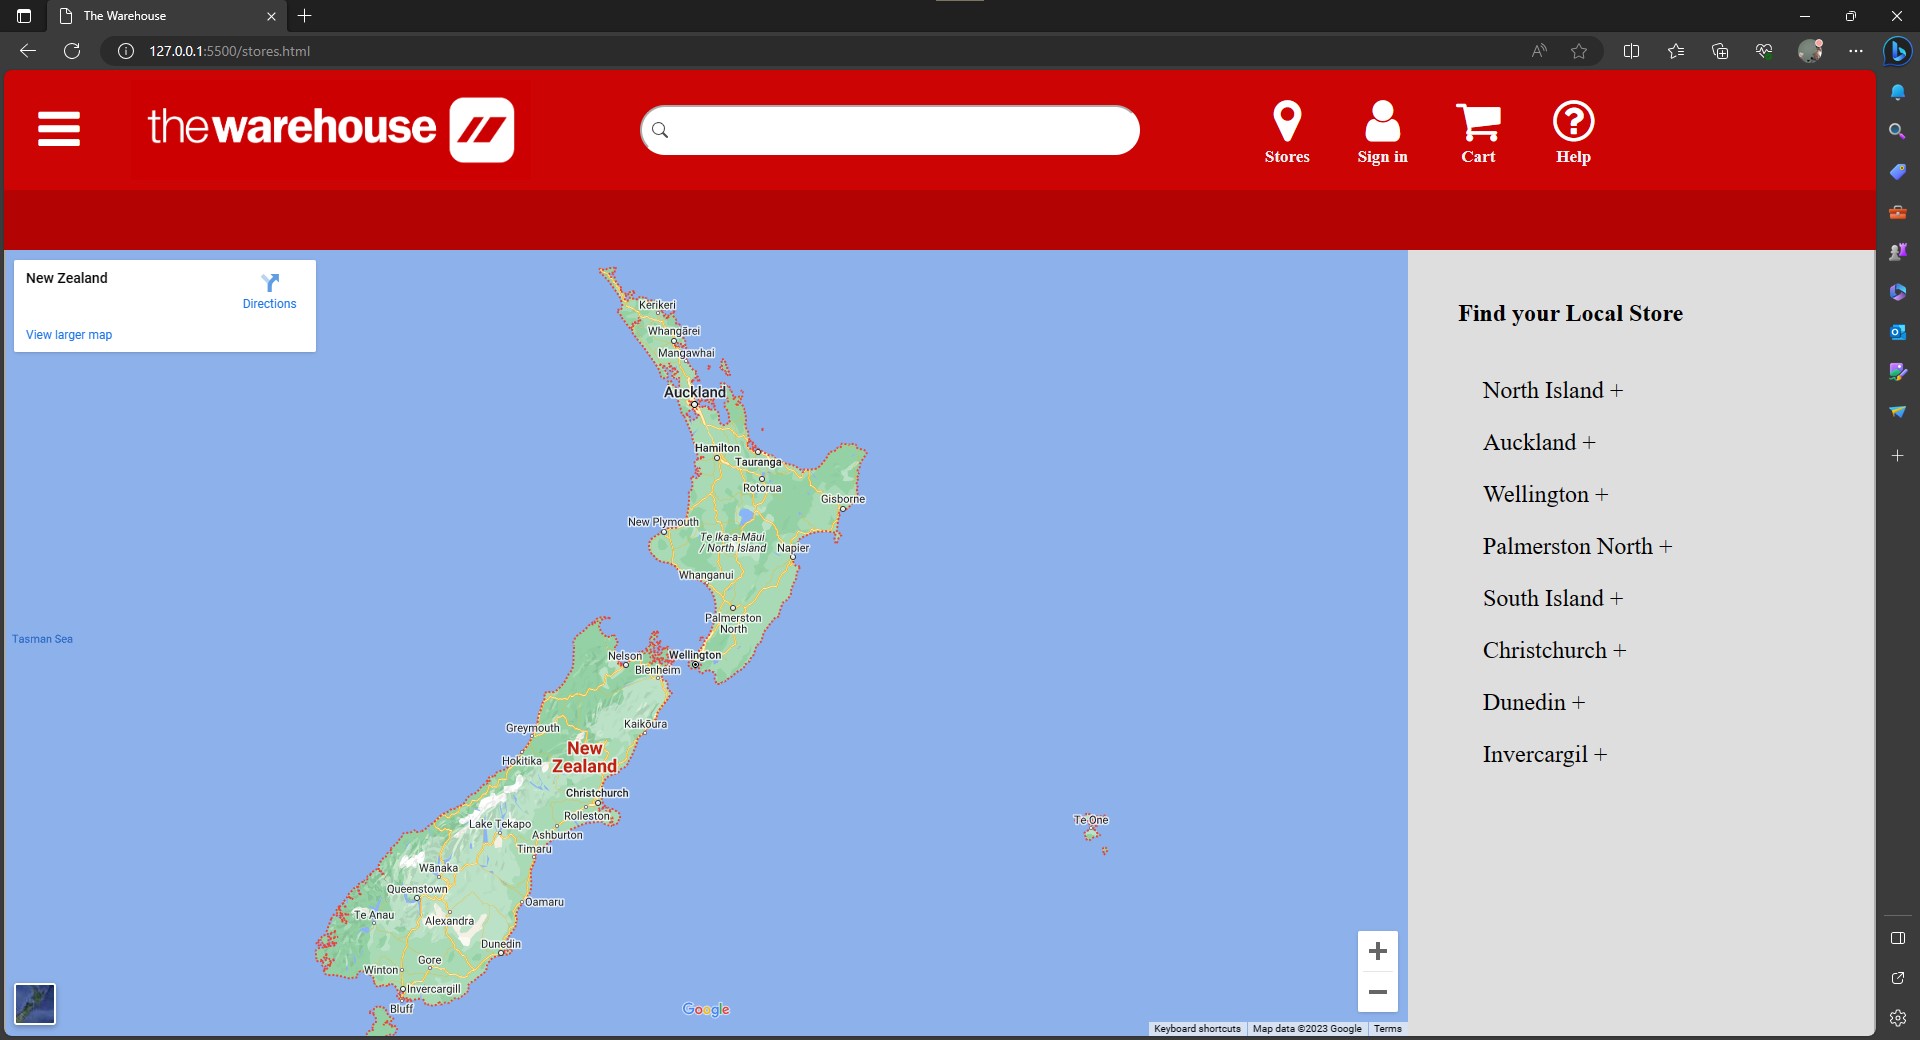 The Warehouse
127.0.0.1:5500/stores.html
thewarehouse
Stores
Sign in
Cart
Help
New Zealand
Directions
View larger map
Kerikeri
Whangārei
Mangawhai
Auckland
Hamilton
Tauranga
Rotorua
Gisborne
New Plymouth
Te Ika-a-Māui
/ North Island
Napier
Whanganui
Palmerston
North
Tasman Sea
Nelson
Wellington
Blenheim
Kaikōura
Greymouth
New
Zealand
Hokitika
Christchurch
Rolleston
Lake Tekapo
Ashburton
Timaru
Te One
Wānaka
Queenstown
Oamaru
Te Anau
Alexandra
Dunedin
Gore
Winton
Invercargill
Bluff
Google
Keyboard shortcuts
Map data ©2023 Google
Terms
Find your Local Store
North Island +
Auckland +
Wellington +
Palmerston North +
South Island +
Christchurch +
Dunedin +
Invercargil +